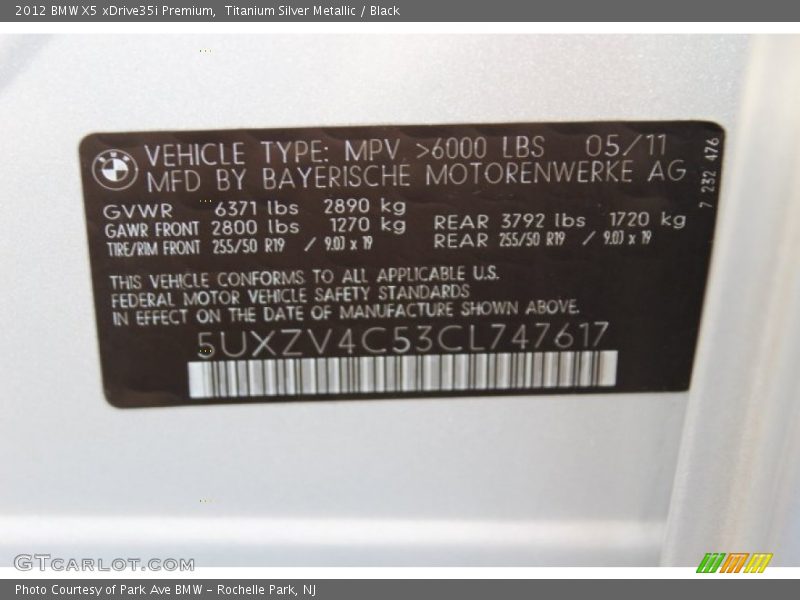 2012 BMW X5 xDrive35i Premium,  Titanium Silver Metallic / Black
BMW
VEHICLE TYPE: MPV >6000 LBS 05/11
MFD BY BAYERISCHE MOTORENWERKE AG
7 232 476
GVWR 6371 lbs 2890 kg
GAWR FRONT 2800 lbs 1270 kg REAR 3792 lbs 1720 kg
TIRE/RIM FRONT 255/50 R19 / 9.0J x 19 REAR 255/50 R19 / 9.0J x 19
THIS VEHICLE CONFORMS TO ALL APPLICABLE U.S.
FEDERAL MOTOR VEHICLE SAFETY STANDARDS
IN EFFECT ON THE DATE OF MANUFACTURE SHOWN ABOVE.
5UXZV4C53CL747617
GTCARLOT.COM
Photo Courtesy of Park Ave BMW - Rochelle Park, NJ